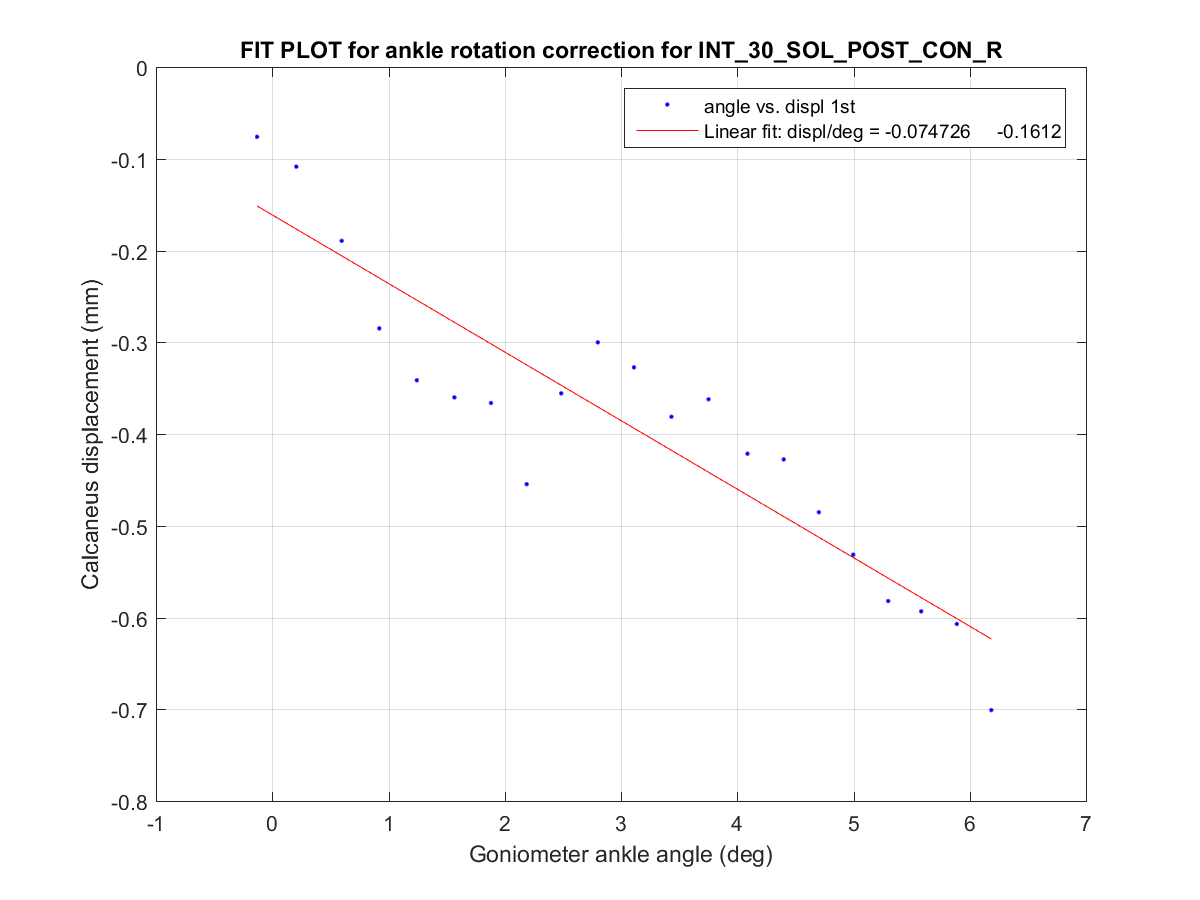 FIT PLOT for ankle rotation correction for INT_30_SOL_POST_CON_R
angle vs. displ 1st
Linear fit: displ/deg = -0.074726 -0.1612
0
-0.1
-0.2
-0.3
-0.4
-0.5
-0.6
-0.7
-0.8
Calcaneus displacement (mm)
-1 0 1 2 3 4 5 6 7
Goniometer ankle angle (deg)